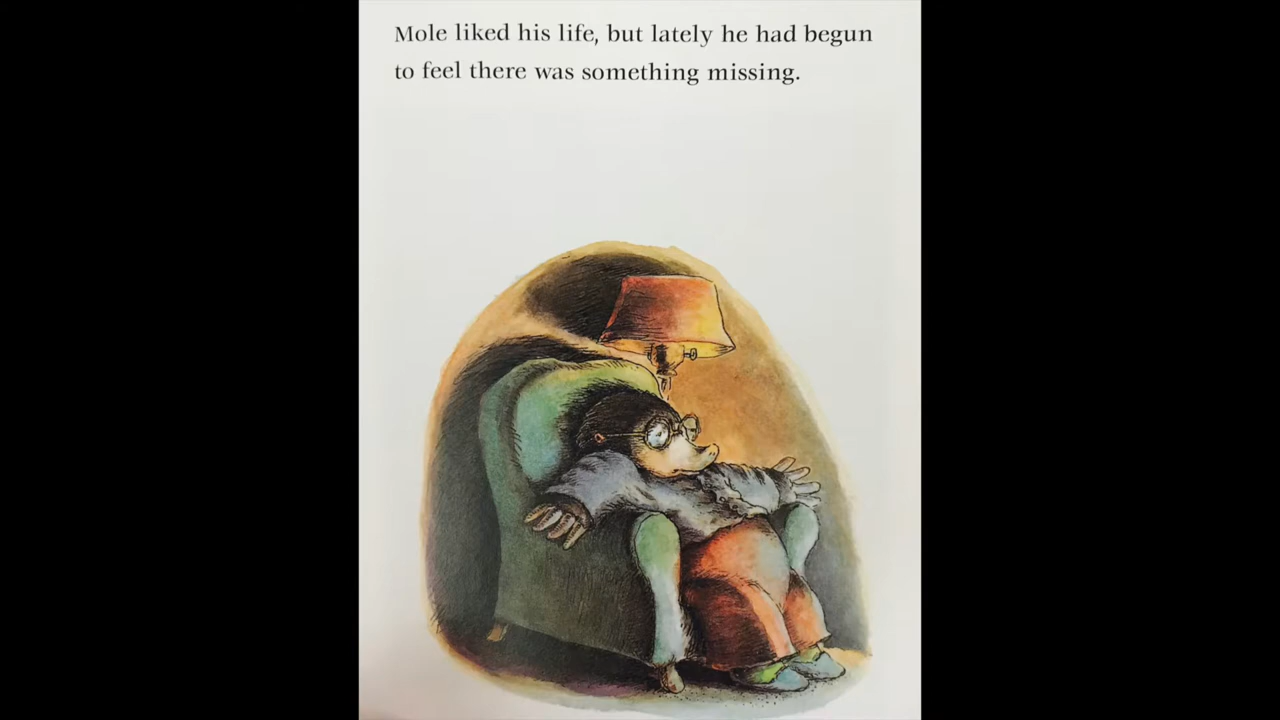 Mole liked his life, but lately he had begun
to feel there was something missing.